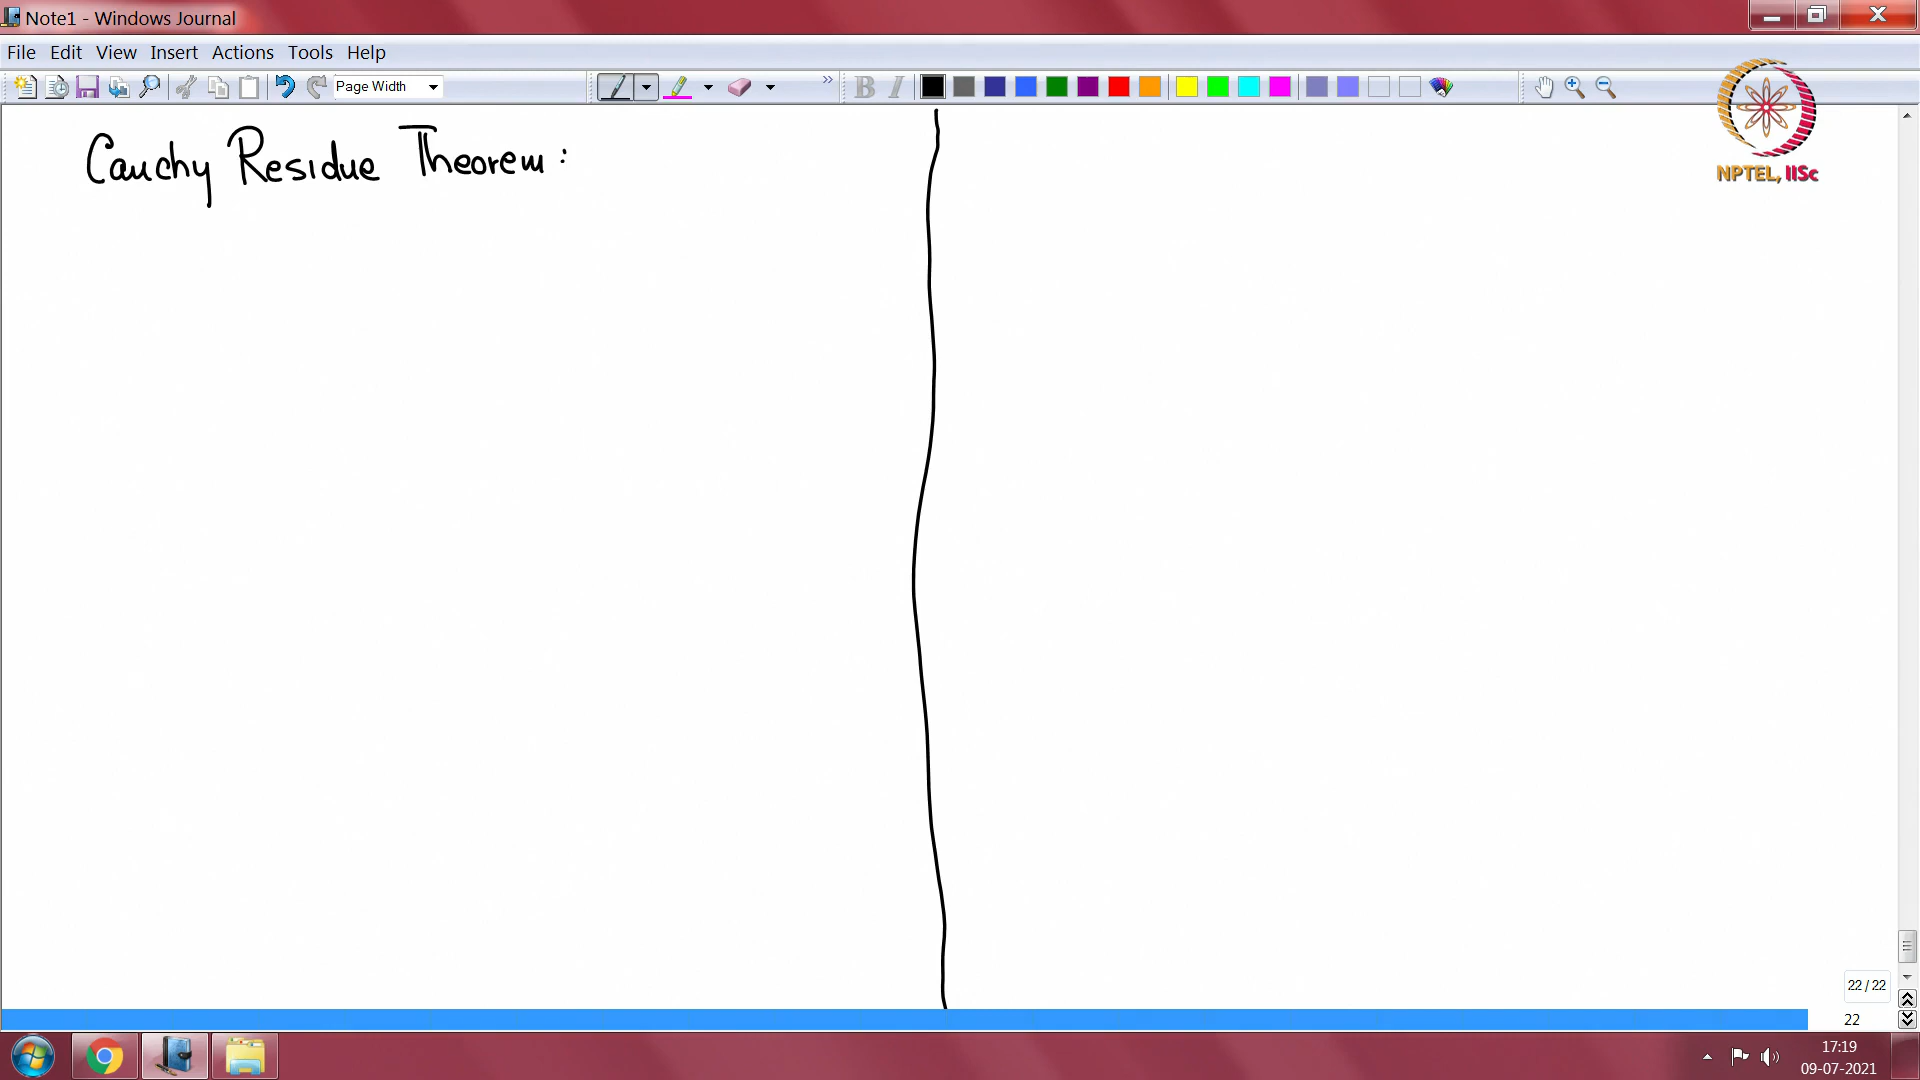 Note1 - Windows Journal
File Edit View Insert Actions Tools Help
Page Width
B I
NPTEL, IISc
Cauchy Residue Theorem :
22 / 22
22
17:19
09-07-2021